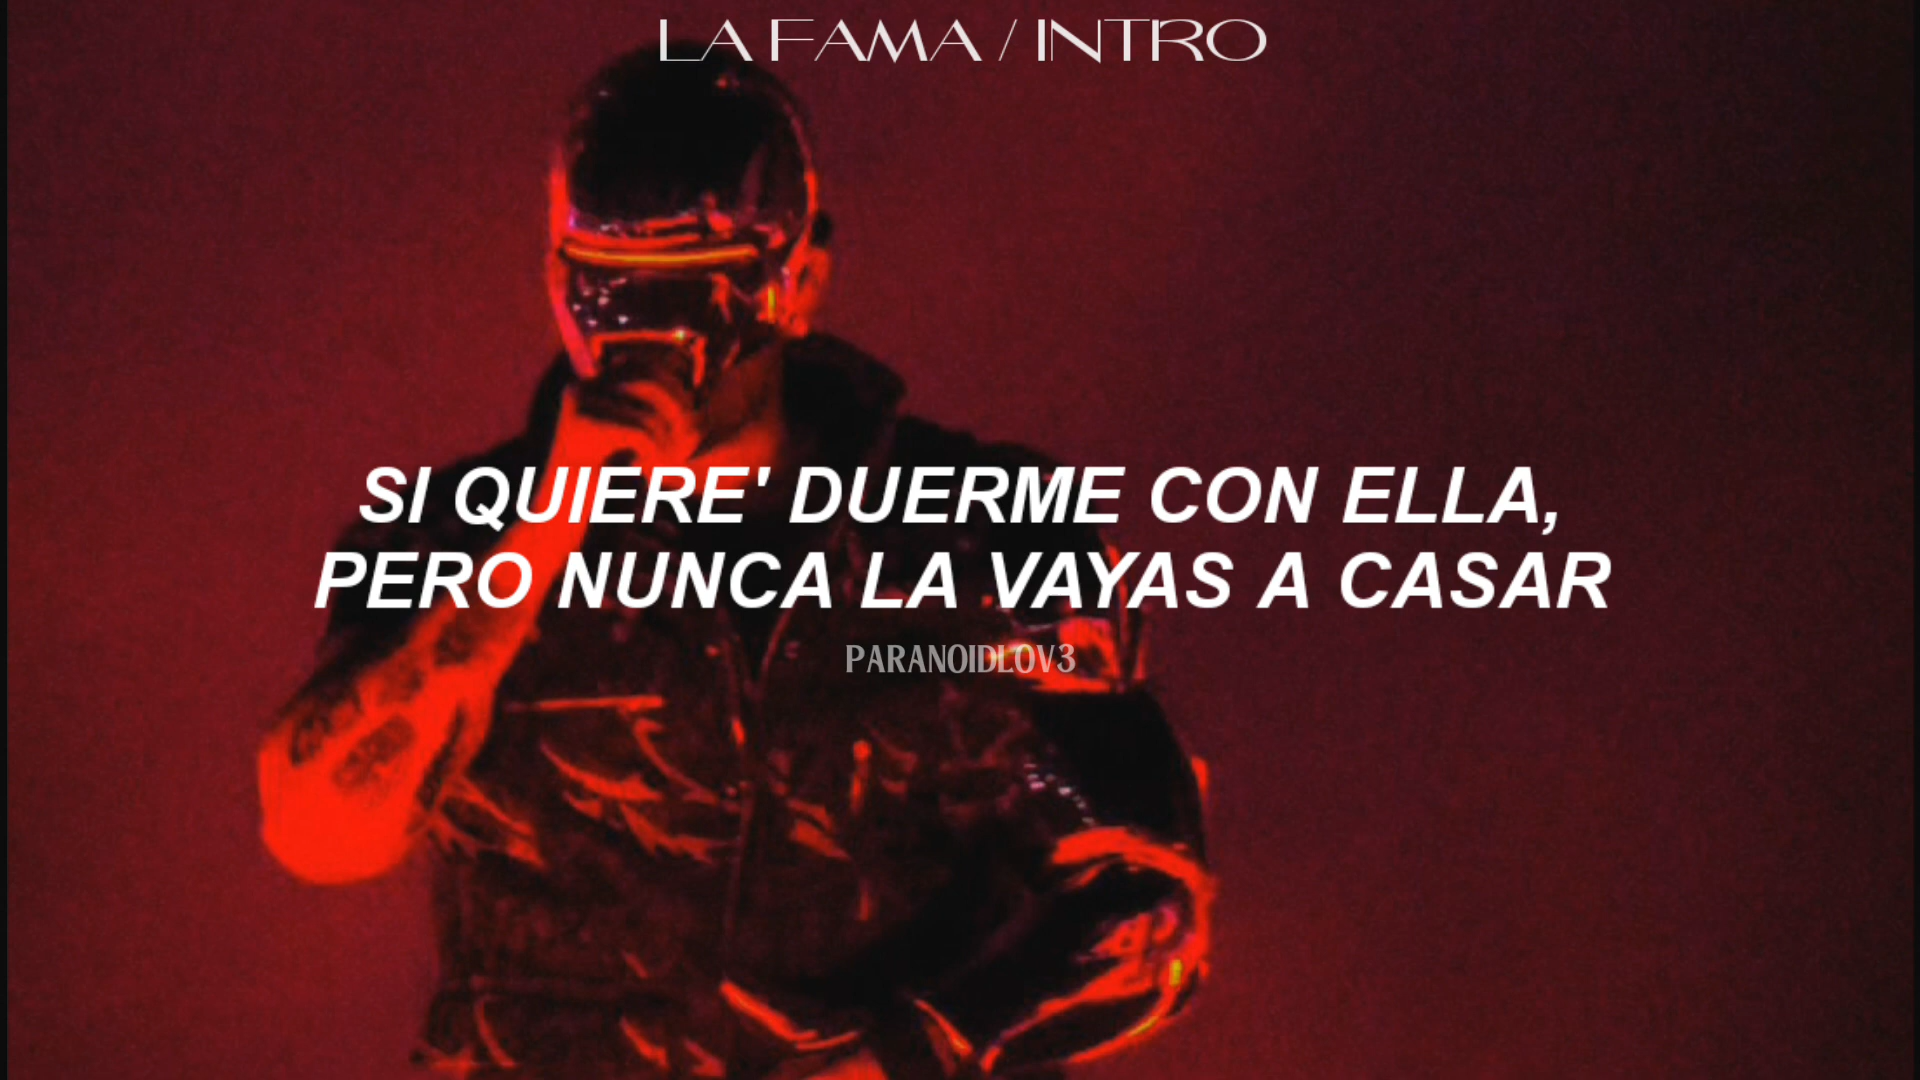 LA FAMA / INTRO
SI QUIERE' DUERME CON ELLA,
PERO NUNCA LA VAYAS A CASAR
PARANOIDLOV3